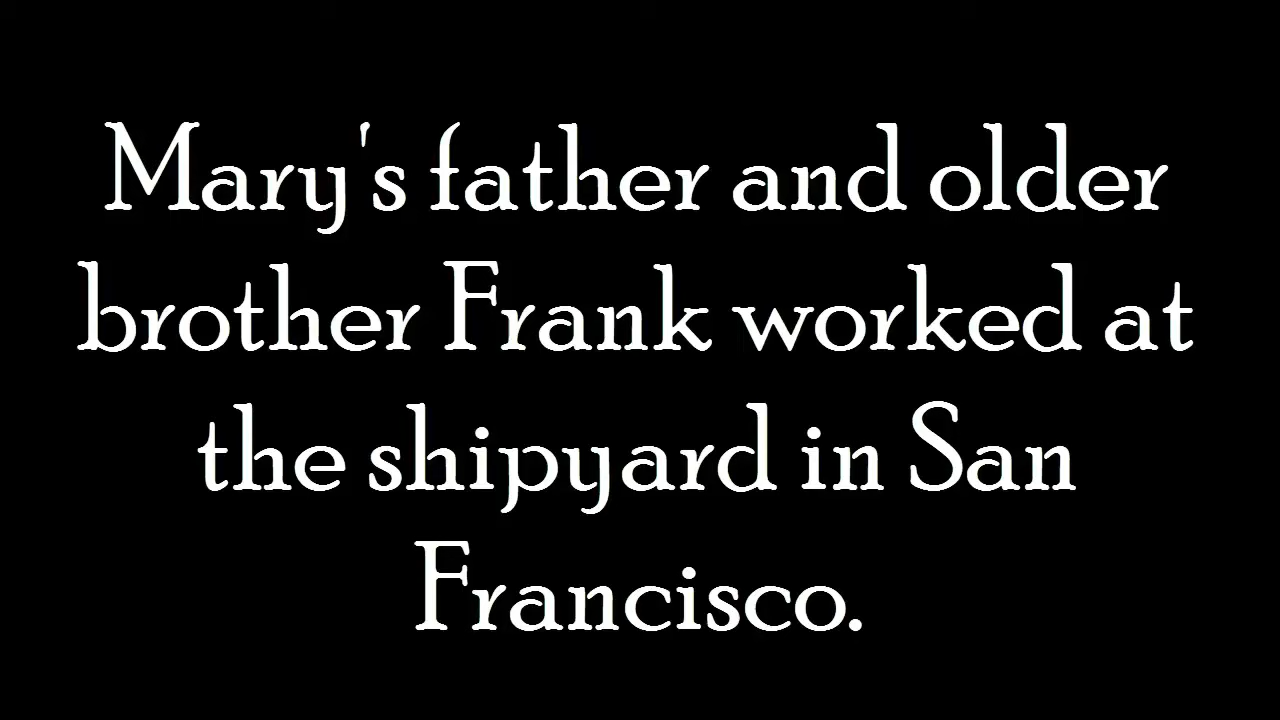 Mary's father and older
brother Frank worked at
the shipyard in San
Francisco.